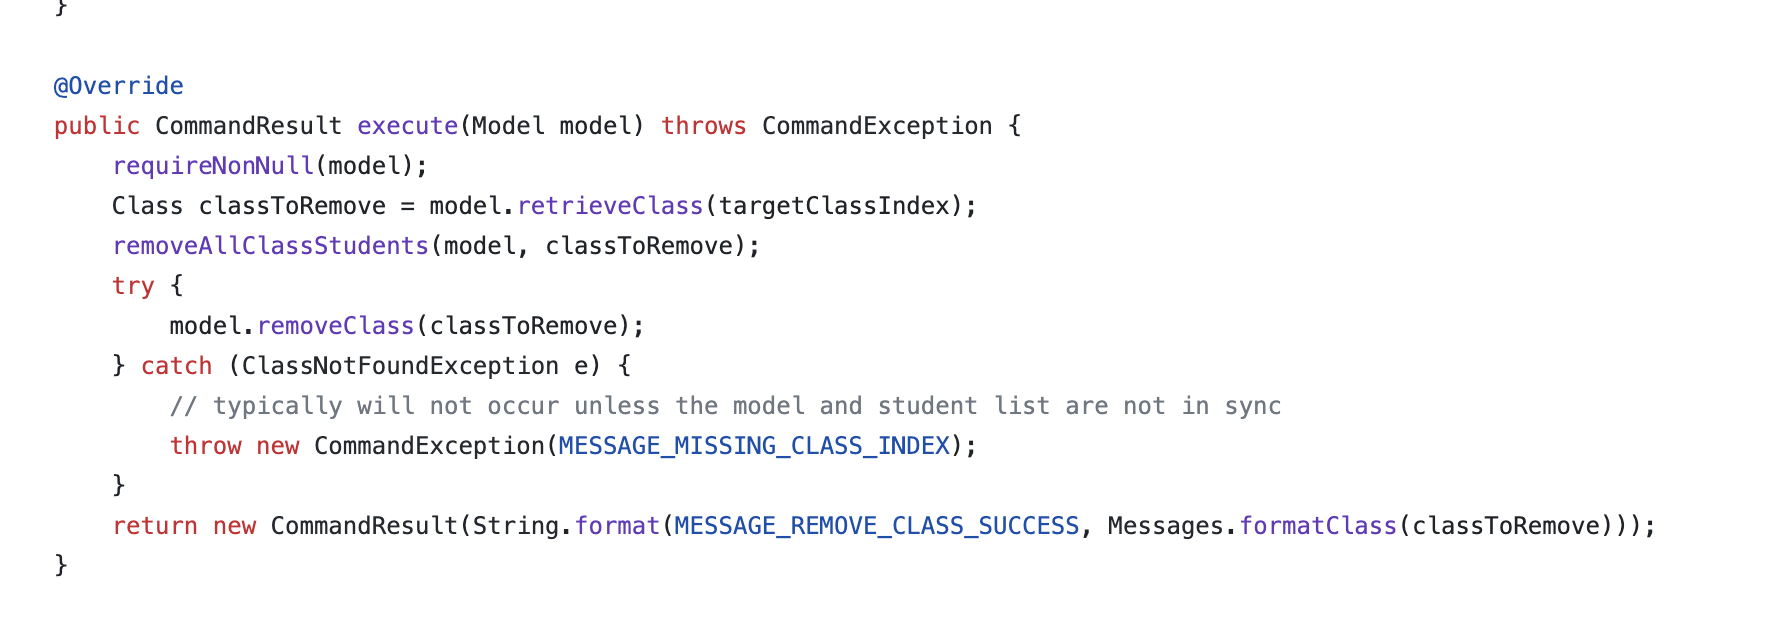 }
@Override
public CommandResult execute(Model model) throws CommandException {
    requireNonNull(model);
    Class classToRemove = model.retrieveClass(targetClassIndex);
    removeAllClassStudents(model, classToRemove);
    try {
        model.removeClass(classToRemove);
    } catch (ClassNotFoundException e) {
        // typically will not occur unless the model and student list are not in sync
        throw new CommandException(MESSAGE_MISSING_CLASS_INDEX);
    }
    return new CommandResult(String.format(MESSAGE_REMOVE_CLASS_SUCCESS, Messages.formatClass(classToRemove)));
}